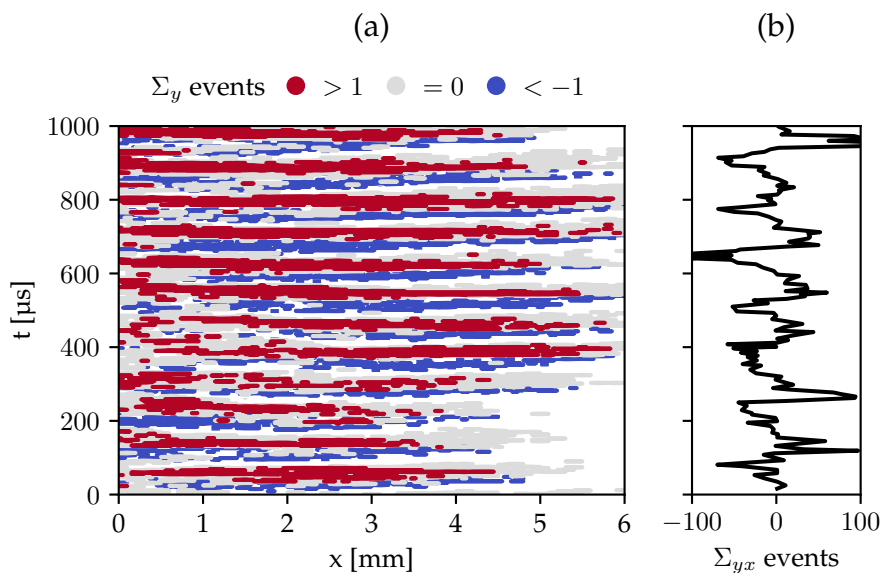 (a) (b)
Σ_y events > 1 = 0 < −1
1000
800
600
400
200
0
t [µs]
0 1 2 3 4 5 6
x [mm]
−100 0 100
Σ_yx events